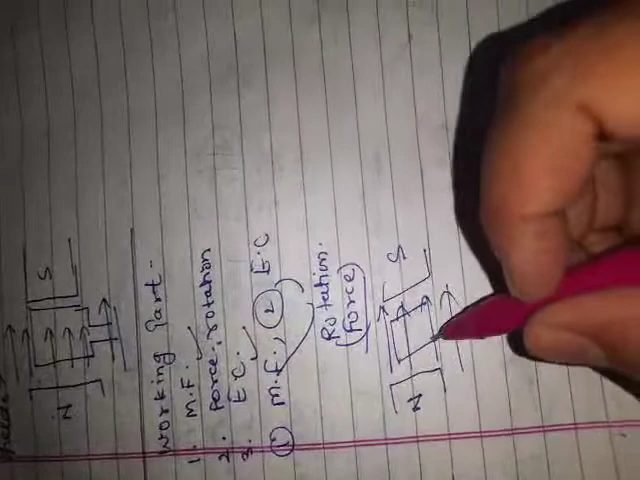 N S
Working Part -
1. M.F. ✓
2. Force, rotation
3. E.C. ✓
① M.F., ② E.C
Rotation.
(force)
N S